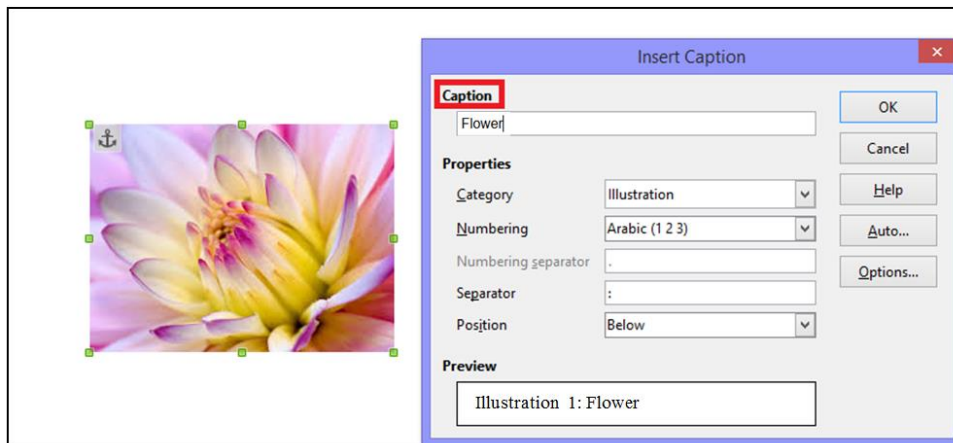 Insert Caption
Caption
Flower
OK
Cancel
Properties
Category
Illustration
Help
Numbering
Arabic (1 2 3)
Auto...
Numbering separator
.
Options...
Separator
:
Position
Below
Preview
Illustration 1: Flower